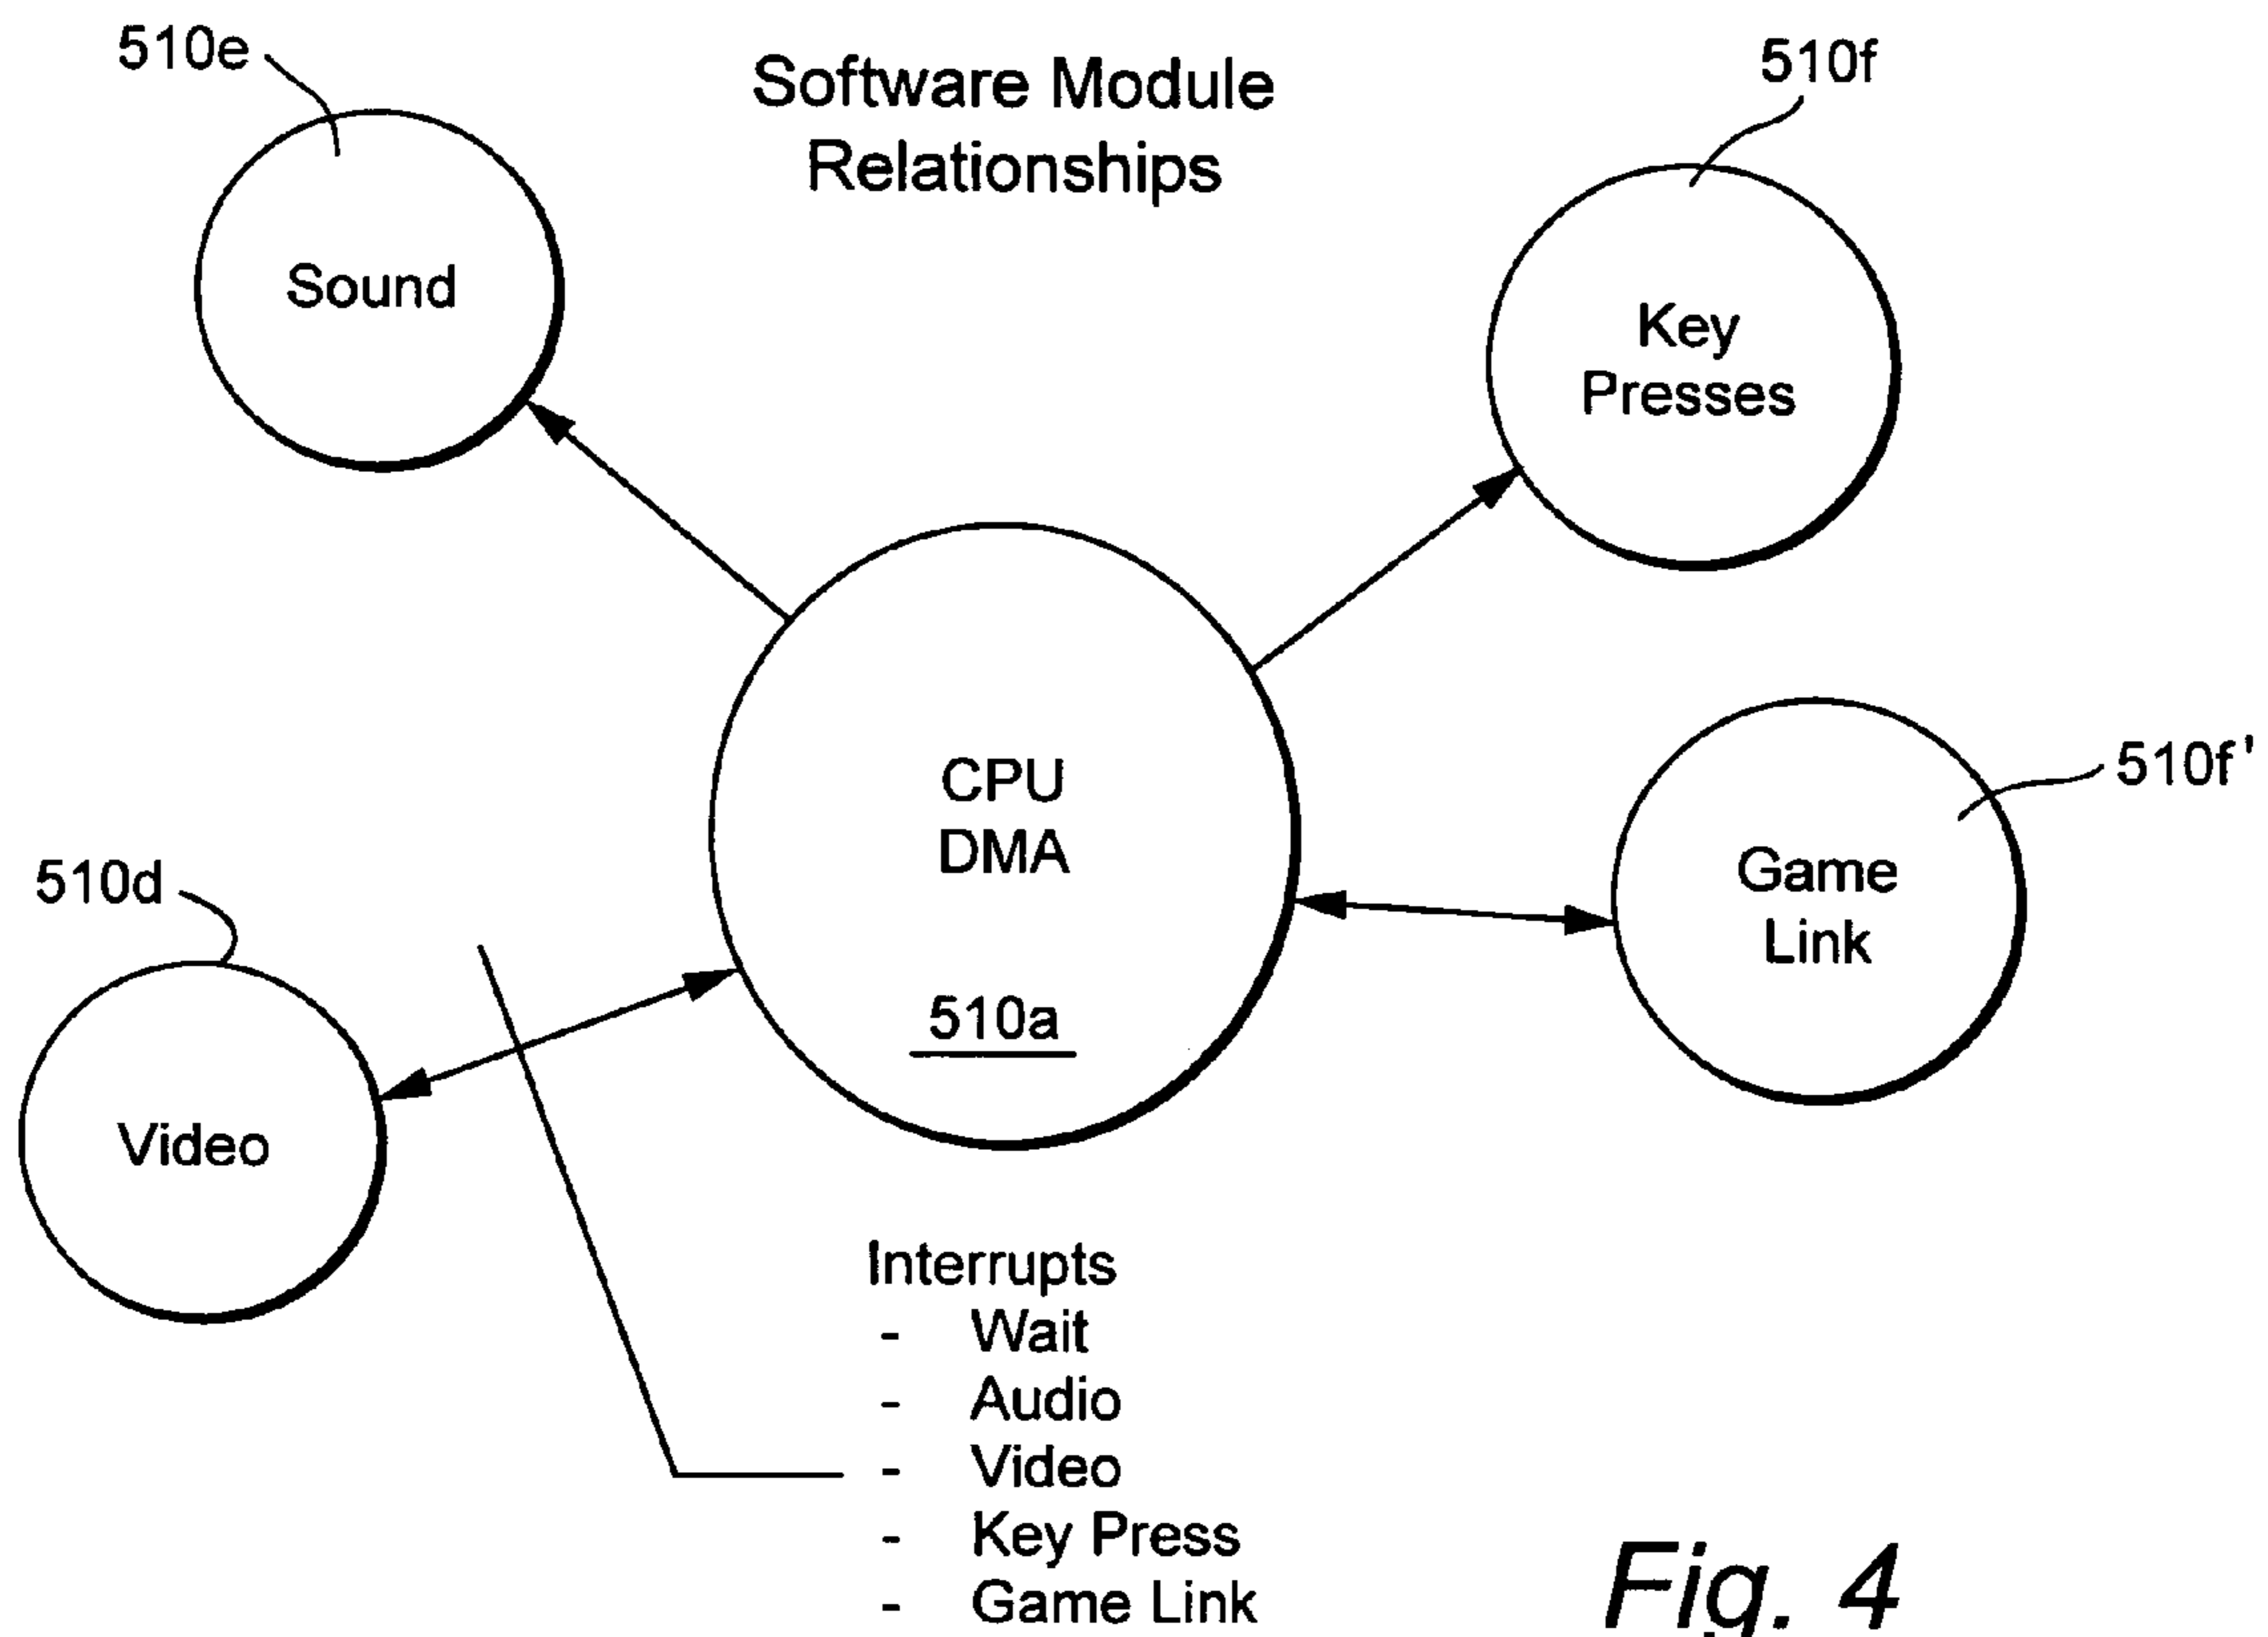 510e
Software Module
Relationships
510f
Sound
Key
Presses
CPU
DMA
510a
Game
Link
510f'
510d
Video
Interrupts
- Wait
- Audio
- Video
- Key Press
- Game Link
Fig. 4